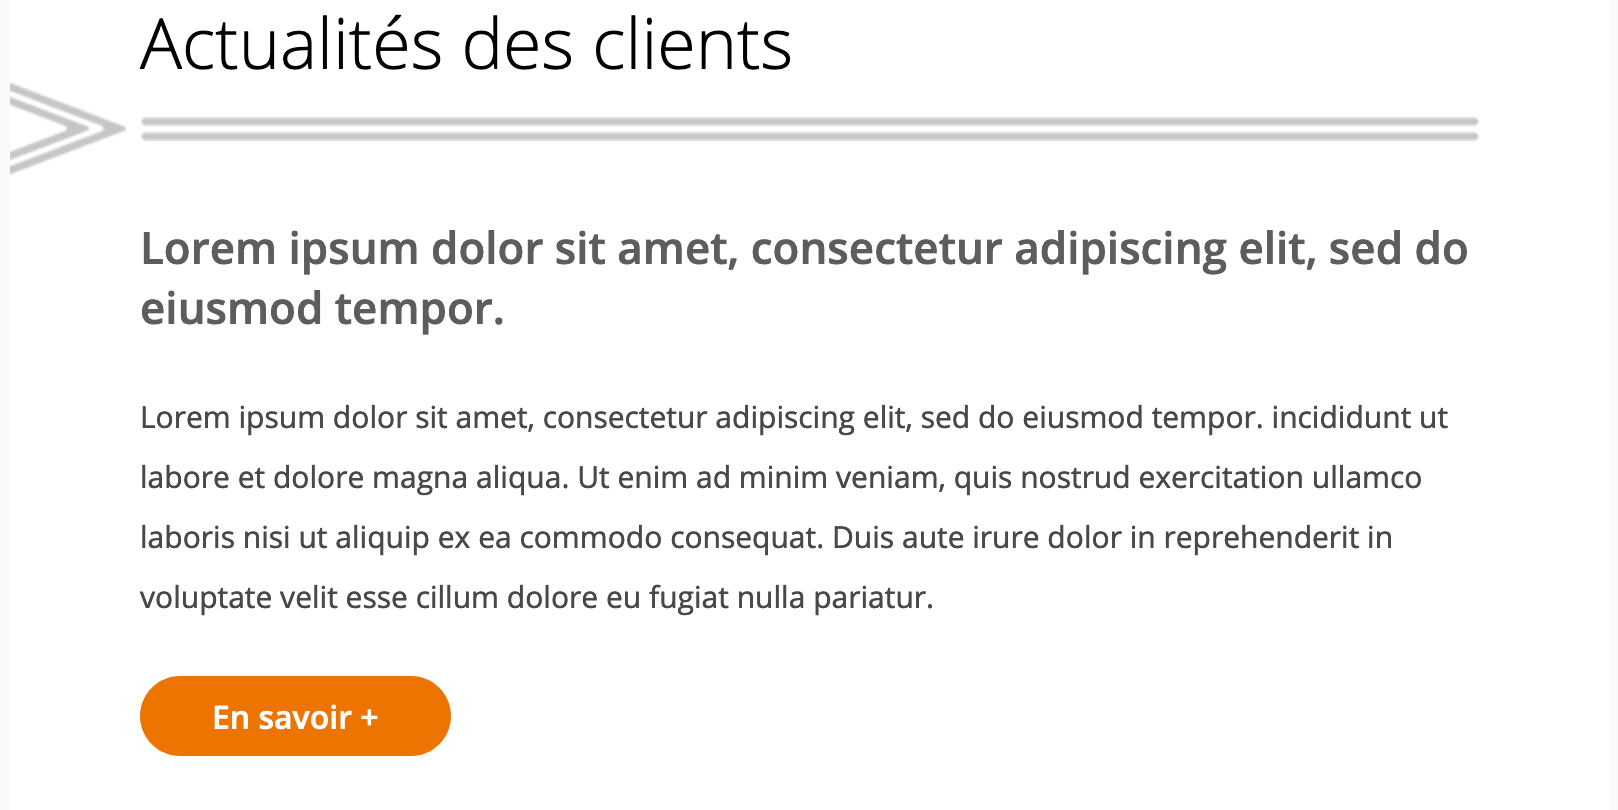 Actualités des clients
Lorem ipsum dolor sit amet, consectetur adipiscing elit, sed do
eiusmod tempor.
Lorem ipsum dolor sit amet, consectetur adipiscing elit, sed do eiusmod tempor. incididunt ut
labore et dolore magna aliqua. Ut enim ad minim veniam, quis nostrud exercitation ullamco
laboris nisi ut aliquip ex ea commodo consequat. Duis aute irure dolor in reprehenderit in
voluptate velit esse cillum dolore eu fugiat nulla pariatur.
En savoir +